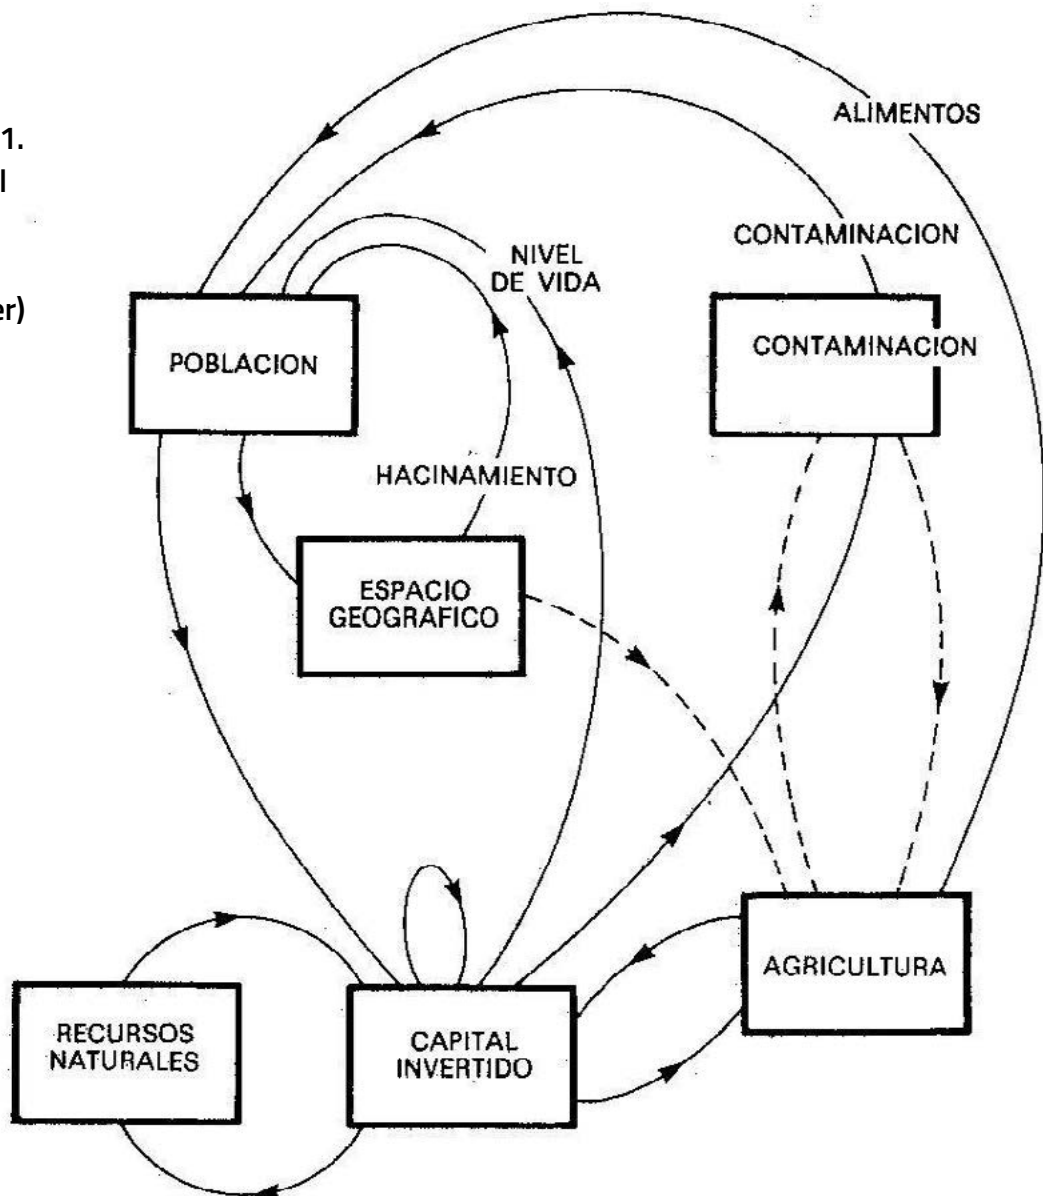 1.
l
er)
ALIMENTOS
CONTAMINACION
NIVEL
DE VIDA
POBLACION
CONTAMINACION
HACINAMIENTO
ESPACIO
GEOGRAFICO
AGRICULTURA
RECURSOS
NATURALES
CAPITAL
INVERTIDO